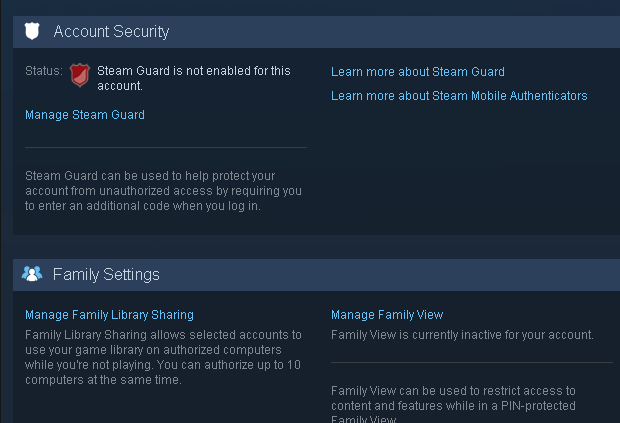 Account Security
Status: Steam Guard is not enabled for this
account.
Manage Steam Guard
Steam Guard can be used to help protect your
account from unauthorized access by requiring you
to enter an additional code when you log in.
Learn more about Steam Guard
Learn more about Steam Mobile Authenticators
Family Settings
Manage Family Library Sharing
Family Library Sharing allows selected accounts to
use your game library on authorized computers
while you're not playing. You can authorize up to 10
computers at the same time.
Manage Family View
Family View is currently inactive for your account.
Family View can be used to restrict access to
content and features while in a PIN-protected
Family View